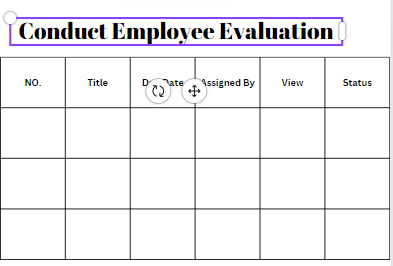 Conduct Employee Evaluation
NO. Title Date Assigned By View Status